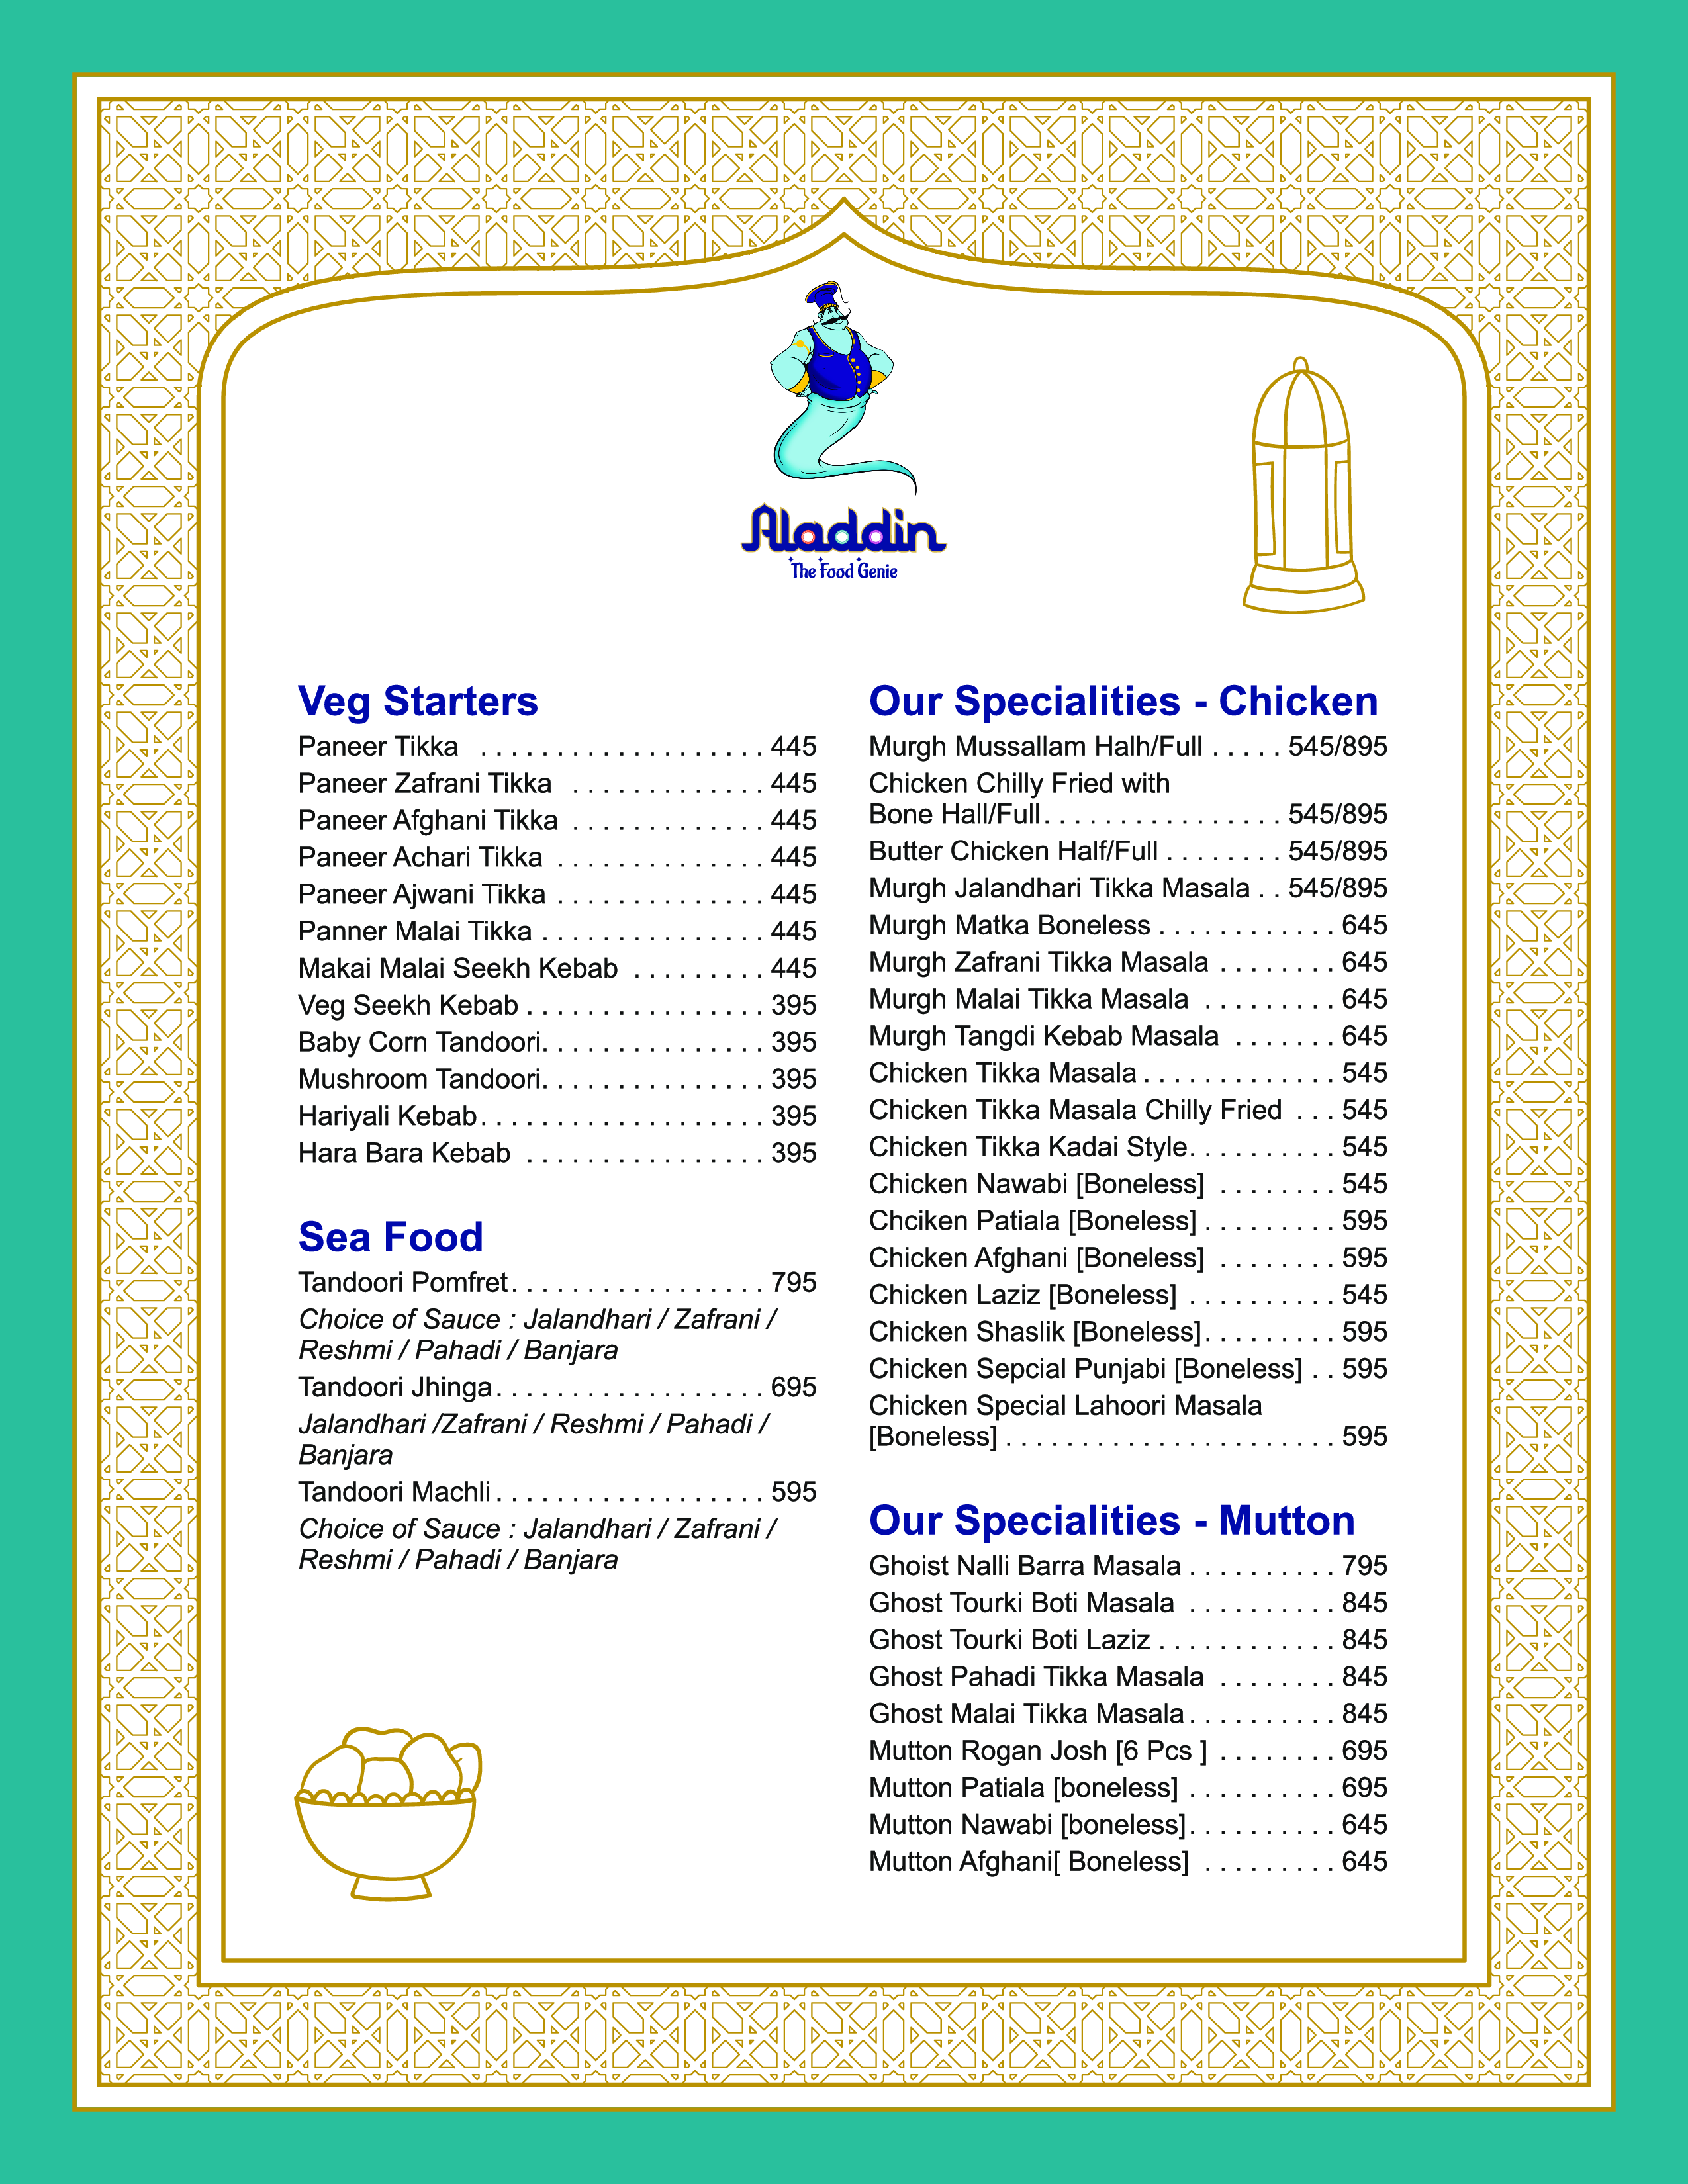 Aladdin
The Food Genie
Veg Starters
Paneer Tikka . . . . . . . . . . . . . . . . . . . 445
Paneer Zafrani Tikka . . . . . . . . . . . . . 445
Paneer Afghani Tikka . . . . . . . . . . . . . 445
Paneer Achari Tikka . . . . . . . . . . . . . . 445
Paneer Ajwani Tikka . . . . . . . . . . . . . . 445
Panner Malai Tikka . . . . . . . . . . . . . . . 445
Makai Malai Seekh Kebab . . . . . . . . . 445
Veg Seekh Kebab . . . . . . . . . . . . . . . . 395
Baby Corn Tandoori. . . . . . . . . . . . . . . 395
Mushroom Tandoori. . . . . . . . . . . . . . . 395
Hariyali Kebab. . . . . . . . . . . . . . . . . . . 395
Hara Bara Kebab . . . . . . . . . . . . . . . . 395
Sea Food
Tandoori Pomfret. . . . . . . . . . . . . . . . . 795
Choice of Sauce : Jalandhari / Zafrani /
Reshmi / Pahadi / Banjara
Tandoori Jhinga. . . . . . . . . . . . . . . . . . 695
Jalandhari /Zafrani / Reshmi / Pahadi /
Banjara
Tandoori Machli . . . . . . . . . . . . . . . . . . 595
Choice of Sauce : Jalandhari / Zafrani /
Reshmi / Pahadi / Banjara
Our Specialities - Chicken
Murgh Mussallam Halh/Full . . . . . 545/895
Chicken Chilly Fried with
Bone Hall/Full. . . . . . . . . . . . . . . . 545/895
Butter Chicken Half/Full . . . . . . . . 545/895
Murgh Jalandhari Tikka Masala . . 545/895
Murgh Matka Boneless . . . . . . . . . . . . 645
Murgh Zafrani Tikka Masala . . . . . . . . 645
Murgh Malai Tikka Masala . . . . . . . . . 645
Murgh Tangdi Kebab Masala . . . . . . . 645
Chicken Tikka Masala . . . . . . . . . . . . . 545
Chicken Tikka Masala Chilly Fried . . . 545
Chicken Tikka Kadai Style. . . . . . . . . . 545
Chicken Nawabi [Boneless] . . . . . . . . 545
Chciken Patiala [Boneless] . . . . . . . . . 595
Chicken Afghani [Boneless] . . . . . . . . 595
Chicken Laziz [Boneless] . . . . . . . . . . 545
Chicken Shaslik [Boneless]. . . . . . . . . 595
Chicken Sepcial Punjabi [Boneless] . . 595
Chicken Special Lahoori Masala
[Boneless] . . . . . . . . . . . . . . . . . . . . . . 595
Our Specialities - Mutton
Ghoist Nalli Barra Masala . . . . . . . . . . 795
Ghost Tourki Boti Masala . . . . . . . . . . 845
Ghost Tourki Boti Laziz . . . . . . . . . . . . 845
Ghost Pahadi Tikka Masala . . . . . . . . 845
Ghost Malai Tikka Masala . . . . . . . . . . 845
Mutton Rogan Josh [6 Pcs ] . . . . . . . . 695
Mutton Patiala [boneless] . . . . . . . . . . 695
Mutton Nawabi [boneless]. . . . . . . . . . 645
Mutton Afghani[ Boneless] . . . . . . . . . 645